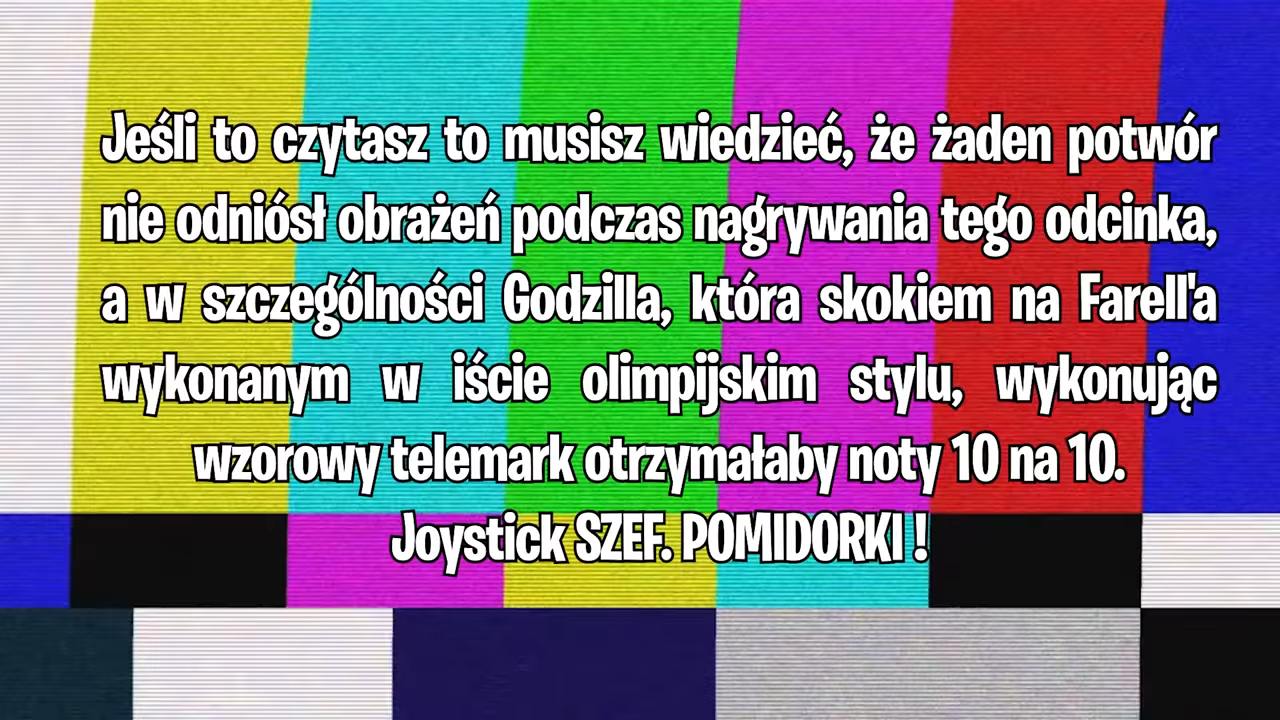 Jeśli to czytasz to musisz wiedzieć, że żaden potwór
nie odniósł obrażeń podczas nagrywania tego odcinka,
a w szczególności Godzilla, która skokiem na Farell'a
wykonanym w iście olimpijskim stylu, wykonując
wzorowy telemark otrzymałaby noty 10 na 10.
Joystick SZEF. POMIDORKI !